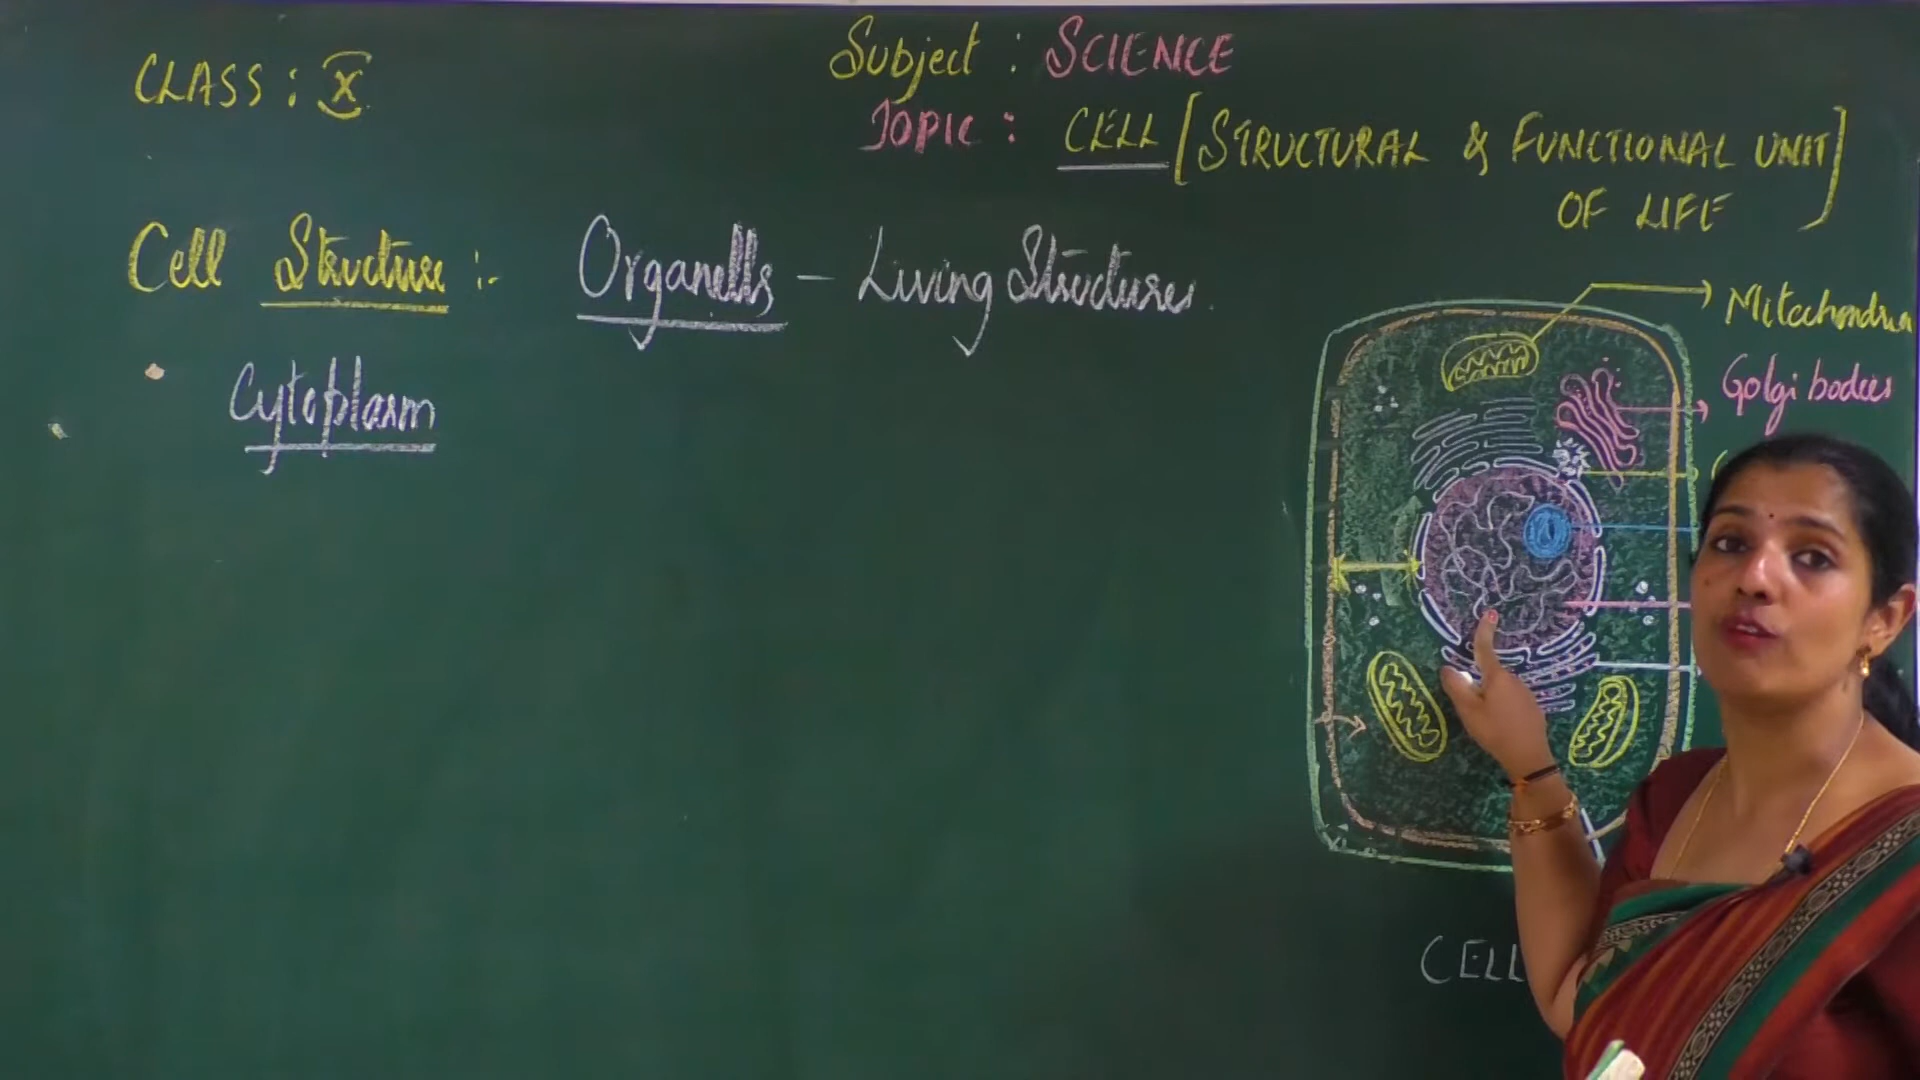 CLASS : X
Subject : SCIENCE
TOPIC : CELL [STRUCTURAL & FUNCTIONAL UNIT]
OF LIFE
Cell Structure :- Organells - Living Structures
Cytoplasm
Mitochondria
Golgi bodies
CELL